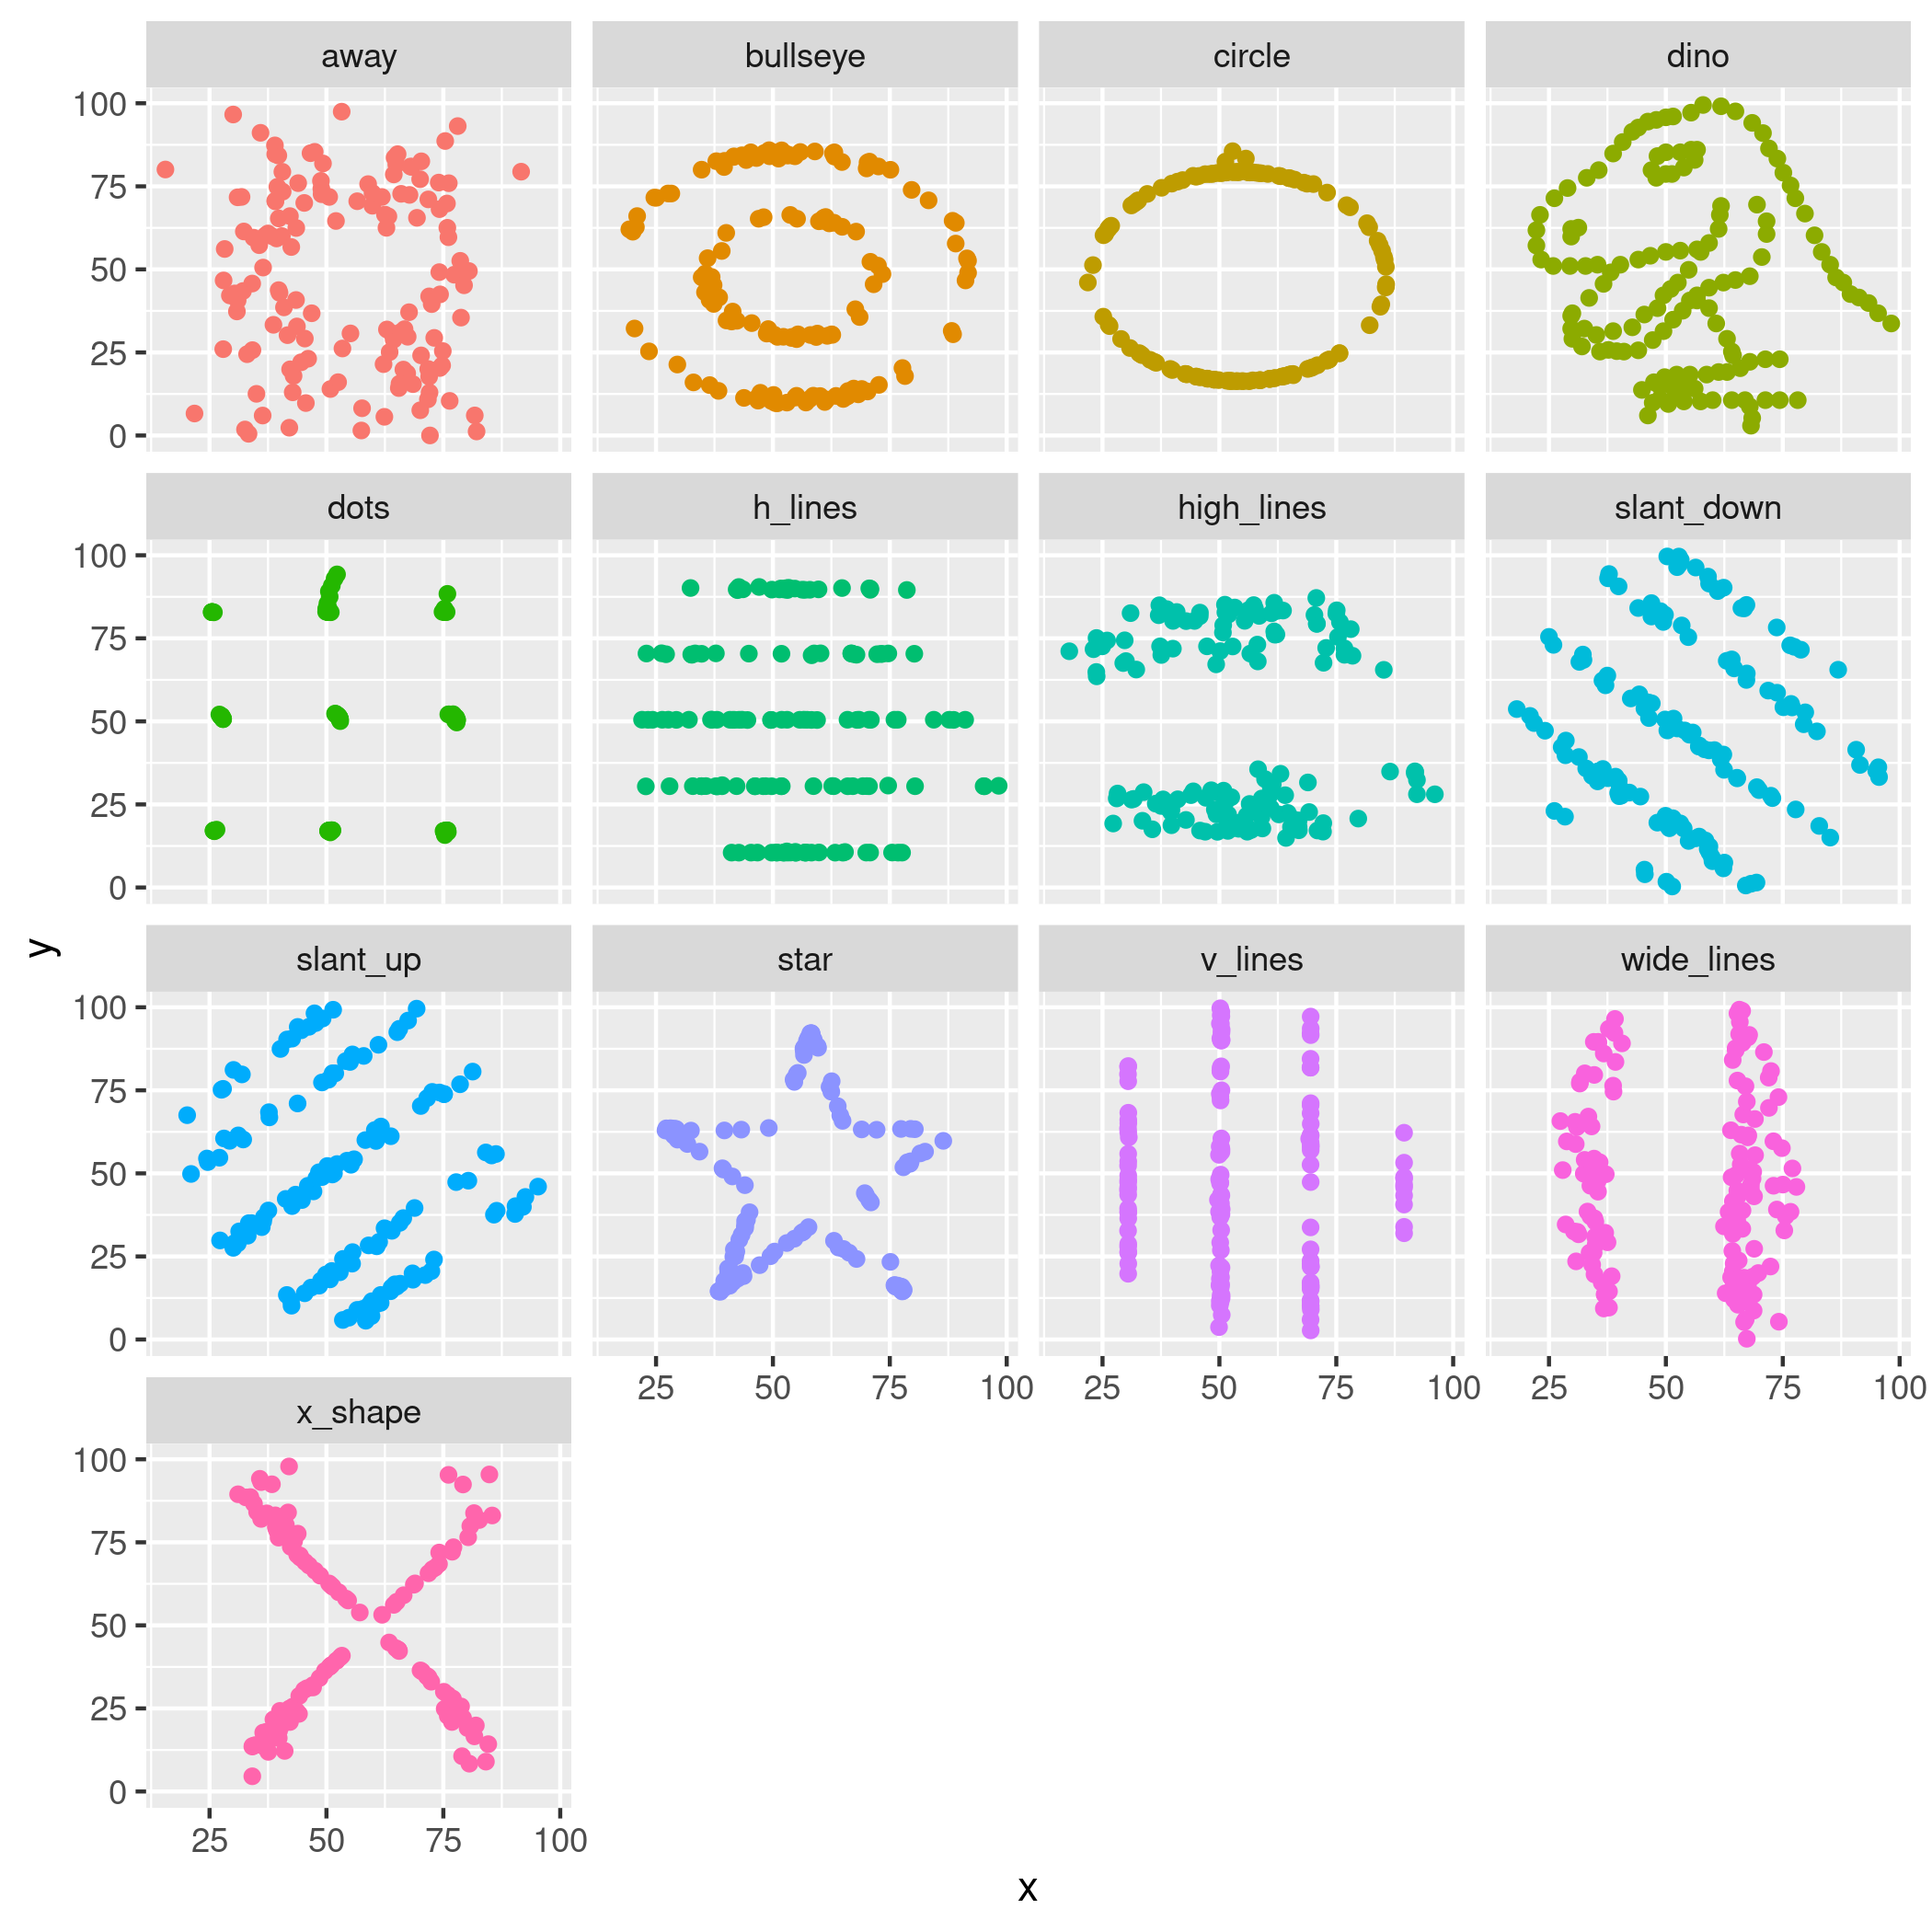 away bullseye circle dino
100
75
50
25
0
dots h_lines high_lines slant_down
100
75
50
25
0
y
slant_up star v_lines wide_lines
100
75
50
25
0
25 50 75 100 25 50 75 100 25 50 75 100
x_shape
100
75
50
25
0
25 50 75 100
x